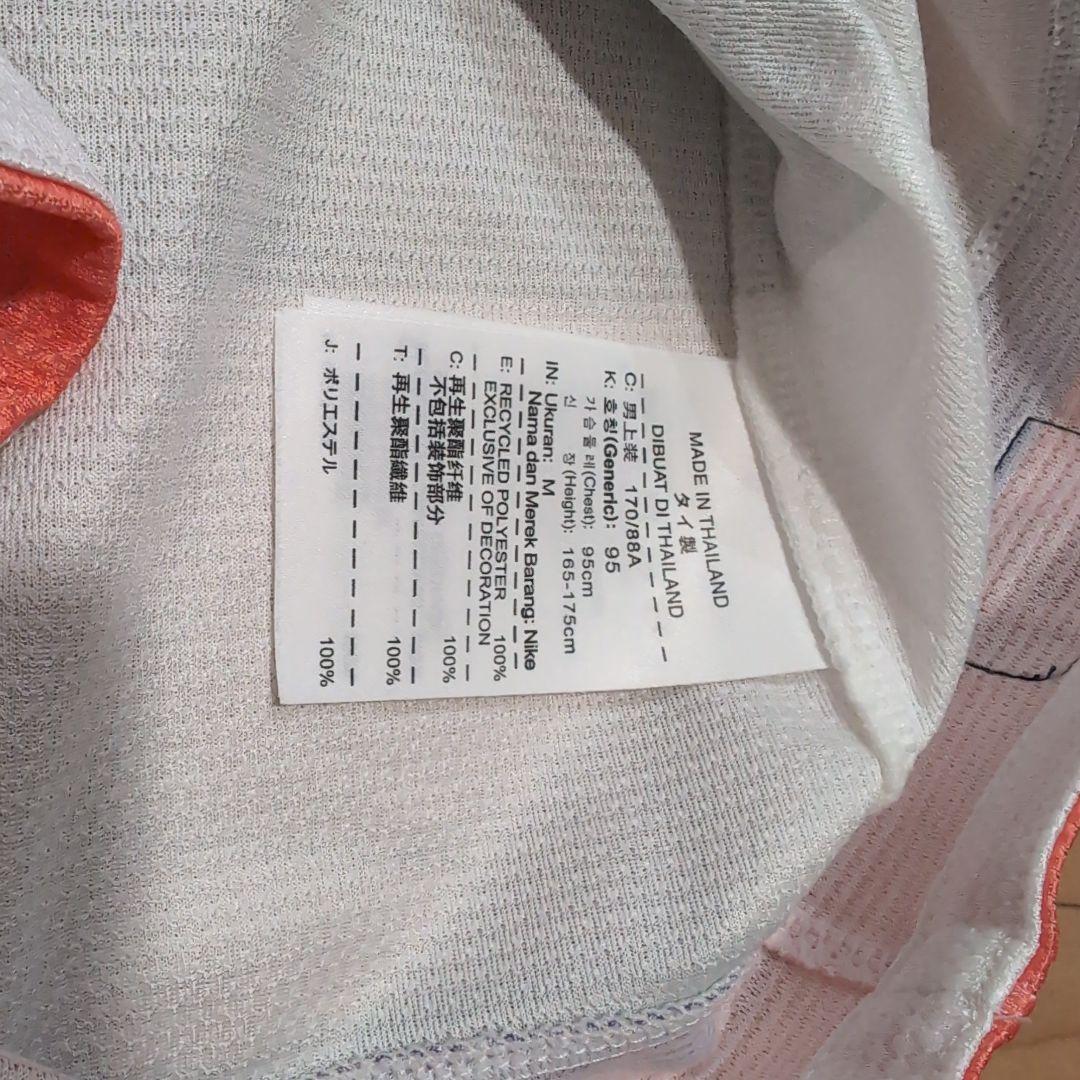 MADE IN THAILAND
タイ製
DIBUAT DI THAILAND
C: 男上装 170/88A
K: 호칭(Generic): 95
가슴둘레(Chest): 95cm
신 장(Height): 165-175cm
IN: Ukuran: M
Nama dan Merek Barang: Nike
E: RECYCLED POLYESTER 100%
EXCLUSIVE OF DECORATION
C: 再生聚酯纤维 100%
不包括装饰部分
T: 再生聚酯纖維 100%
J: ポリエステル 100%